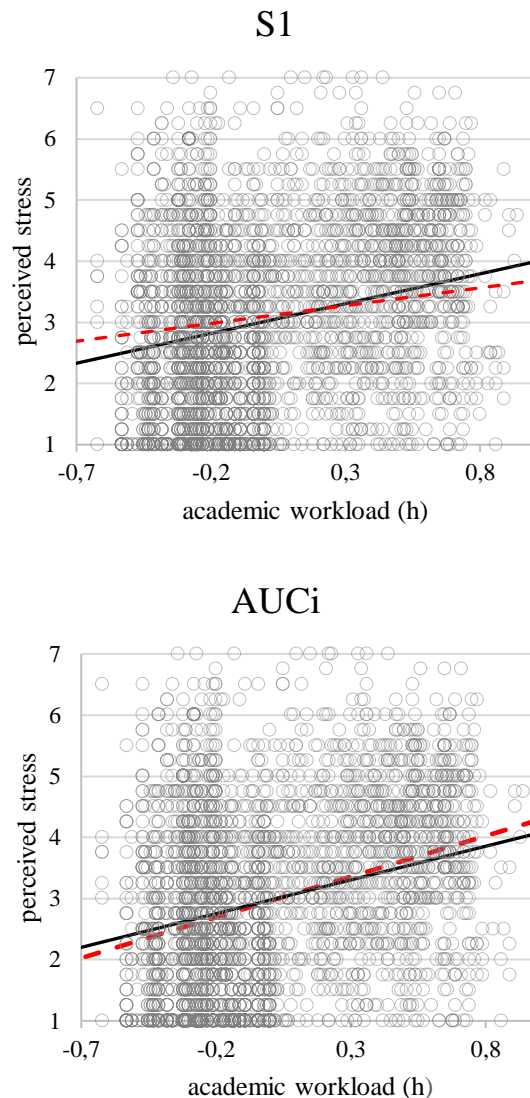 S1
7
6
5
4
3
2
1
perceived stress
-0,7 -0,2 0,3 0,8
academic workload (h)
AUCi
7
6
5
4
3
2
1
perceived stress
-0,7 -0,2 0,3 0,8
academic workload (h)